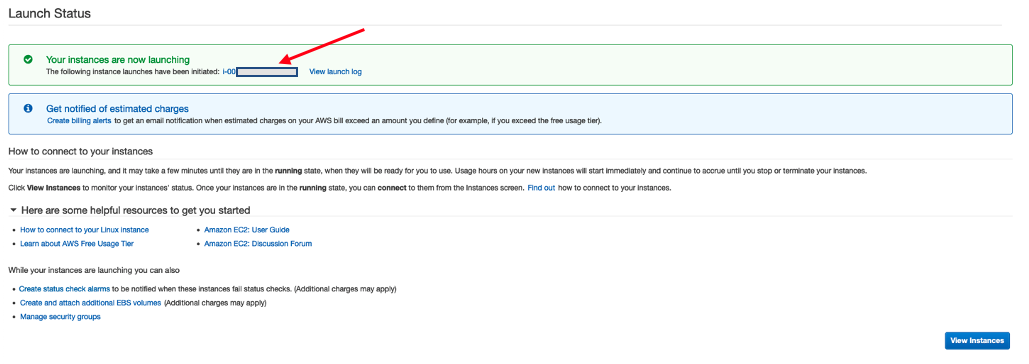 Launch Status
Your instances are now launching
The following instance launches have been initiated: i-00 View launch log
Get notified of estimated charges
Create billing alerts to get an email notification when estimated charges on your AWS bill exceed an amount you define (for example, if you exceed the free usage tier).
How to connect to your instances
Your instances are launching, and it may take a few minutes until they are in the running state, when they will be ready for you to use. Usage hours on your new instances will start immediately and continue to accrue until you stop or terminate your instances.
Click View Instances to monitor your instances' status. Once your instances are in the running state, you can connect to them from the Instances screen. Find out how to connect to your instances.
Here are some helpful resources to get you started
• How to connect to your Linux instance • Amazon EC2: User Guide
• Learn about AWS Free Usage Tier • Amazon EC2: Discussion Forum
While your instances are launching you can also
• Create status check alarms to be notified when these instances fail status checks. (Additional charges may apply)
• Create and attach additional EBS volumes (Additional charges may apply)
• Manage security groups
View Instances